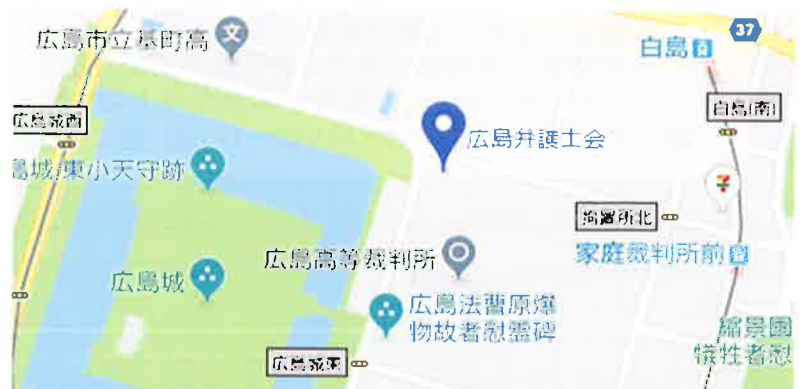 広島市立基町高
白島
37
広島城西
白島(南)
広島弁護士会
島城/東小天守跡
拘置所北
広島高等裁判所
家庭裁判所前
広島城
広島法曹原爆
物故者慰霊碑
縮景園
犠牲者慰
広島城東